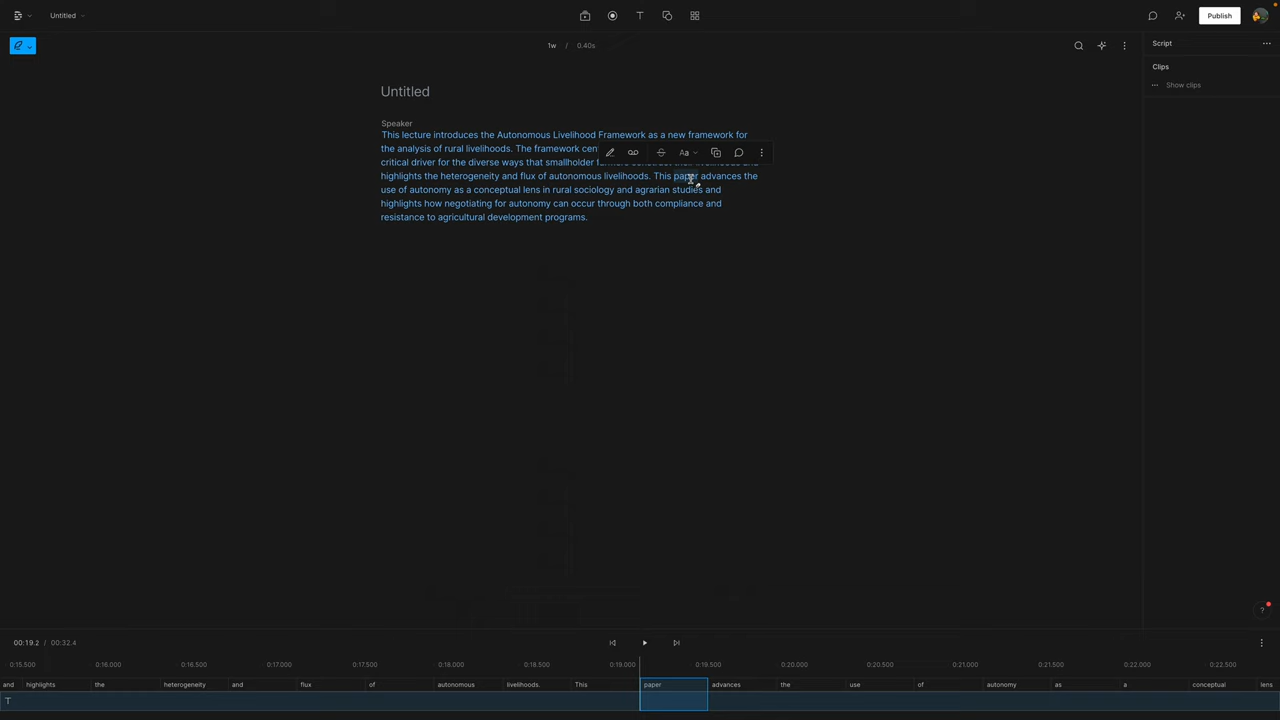 Untitled
Publish
1w / 0.40s
Script
Clips
Show clips
Untitled
Speaker
This lecture introduces the Autonomous Livelihood Framework as a new framework for
the analysis of rural livelihoods. The framework cen
critical driver for the diverse ways that smallholder farmers construct their livelihoods and
highlights the heterogeneity and flux of autonomous livelihoods. This paper advances the
use of autonomy as a conceptual lens in rural sociology and agrarian studies and
highlights how negotiating for autonomy can occur through both compliance and
resistance to agricultural development programs.
Aa
?
00:19.2 / 00:32.4
0:15.500 0:16.000 0:16.500 0:17.000 0:17.500 0:18.000 0:18.500 0:19.000 0:19.500 0:20.000 0:20.500 0:21.000 0:21.500 0:22.000 0:22.500
and highlights the heterogeneity and flux of autonomous livelihoods. This paper advances the use of autonomy as a conceptual lens
T